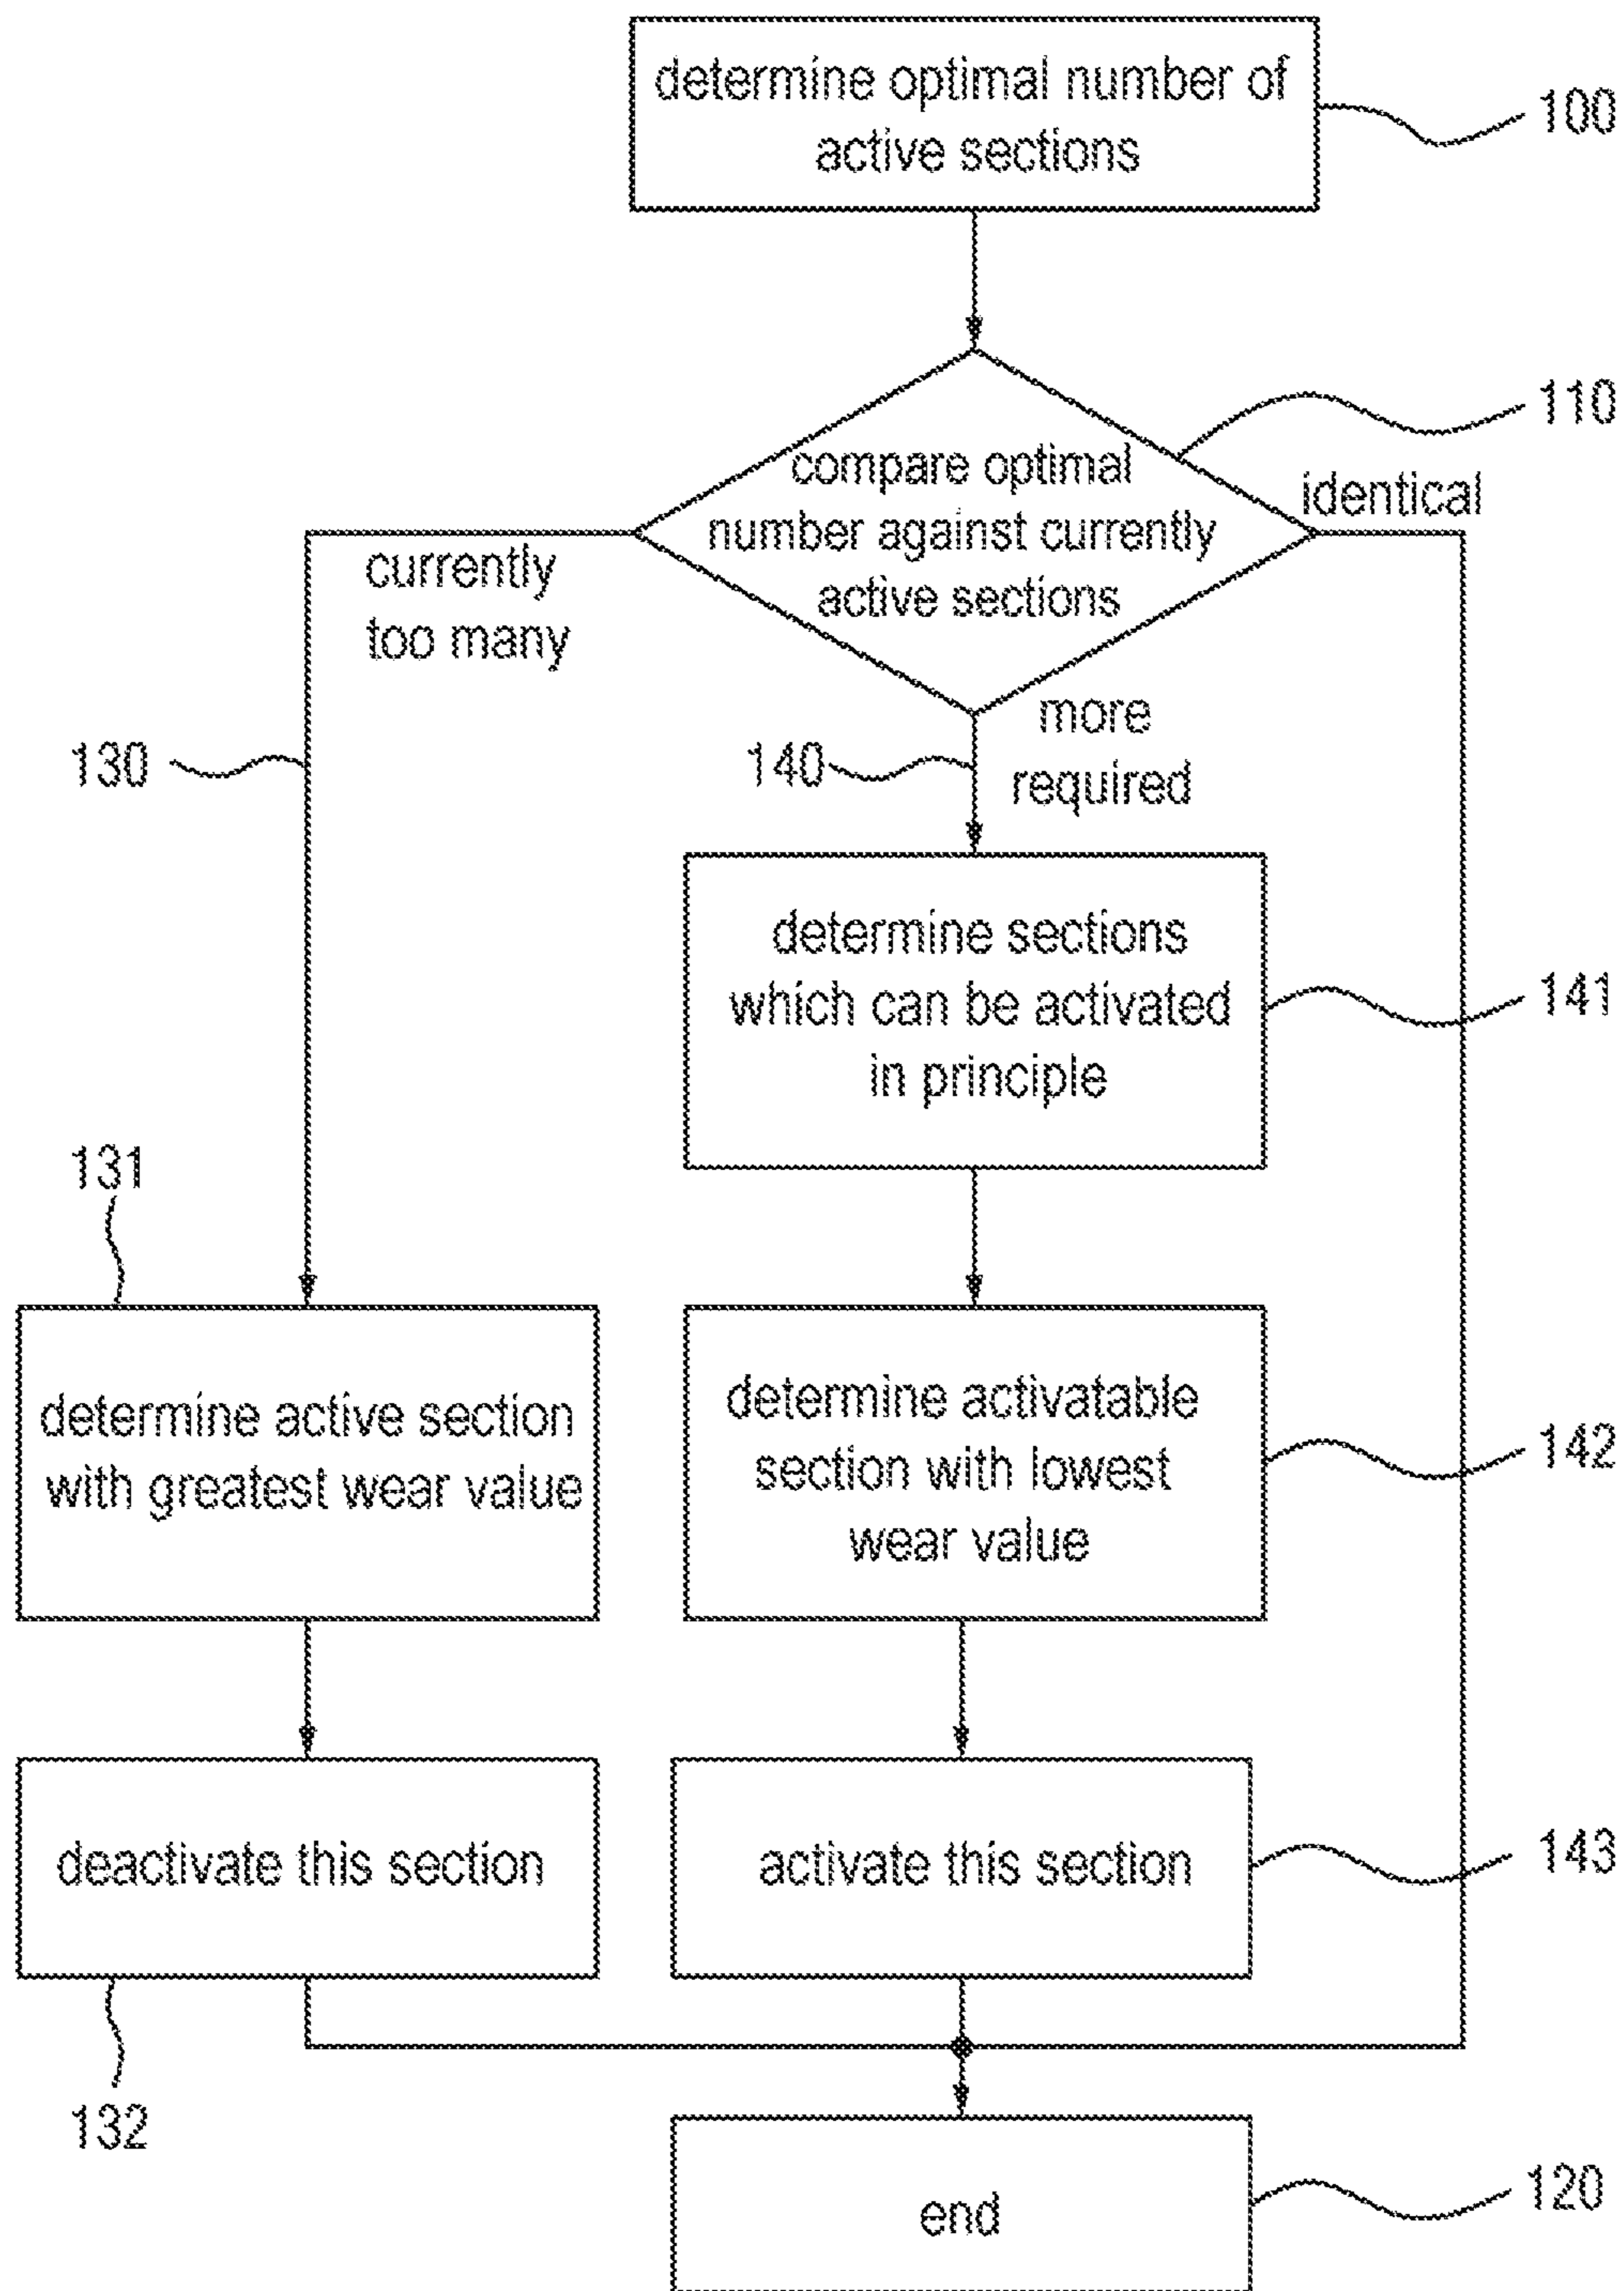 determine optimal number of
active sections
100
compare optimal
number against currently
active sections
110
identical
currently
too many
more
required
130
140
determine sections
which can be activated
in principle
141
131
determine active section
with greatest wear value
determine activatable
section with lowest
wear value
142
deactivate this section
activate this section
143
132
end
120